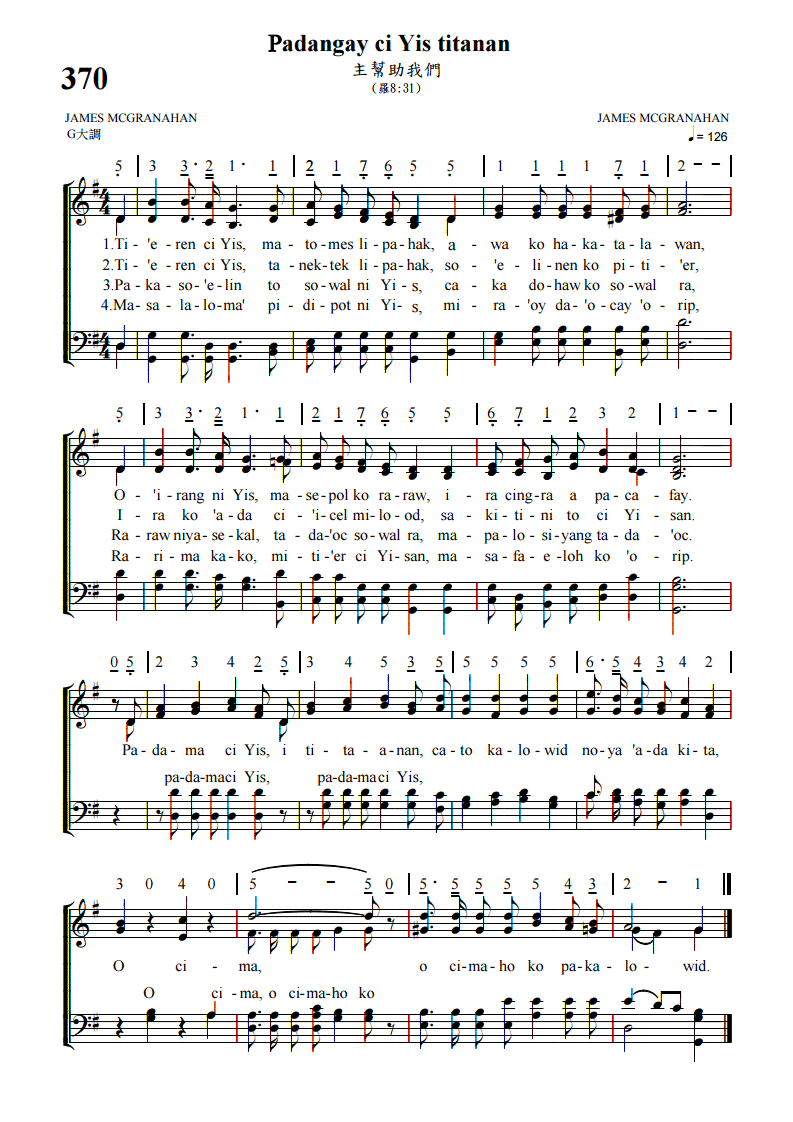 Padangay ci Yis titanan
370
主幫助我們
(羅8:31)
JAMES MCGRANAHAN
JAMES MCGRANAHAN
G大調
♩= 126
5 | 3 3· 2 1· 1 | 2 1 7 6 5 5 | 1 1 1 1 7 1 | 2 – – |
1.Ti-'e-ren ci Yis, ma-to-mes li-pa-hak, a-wa ko ha-ka-ta-la-wan,
2.Ti-'e-ren ci Yis, ta-nek-tek li-pa-hak, so-'e-li-nen ko pi-ti-'er,
3.Pa-ka-so-'e-lin to so-wal ni Yi-s, ca-ka do-haw ko so-wal ra,
4.Ma-sa-la-lo-ma' pi-di-pot ni Yi-s, mi-ra-'oy da-'o-cay 'o-rip,
5 | 3 3· 2 1· 1 | 2 1 7 6 5 5 | 6 7 1 2 3 2 | 1 – – |
O-'i-rang ni Yis, ma-se-pol ko ra-raw, i-ra cing-ra a pa-ca-fay.
I-ra ko 'a-da ci-'i-cel mi-lo-od, sa-ki-ti-ni to ci Yi-san.
Ra-raw niya-se-kal, ta-da-'oc so-wal ra, ma-pa-lo-si-yang ta-da-'oc.
Ra-ri-ma ka-ko, mi-ti-'er ci Yi-san, ma-sa-fa-e-loh ko 'o-rip.
0 5 | 2 3 4 2 5 | 3 4 5 3 5 | 5 5 5 5 | 6· 5 4 3 4 2 |
Pa-da-ma ci Yis, i ti-ta-a-nan, ca-to ka-lo-wid no-ya 'a-da ki-ta,
pa-da-maci Yis, pa-da-maci Yis,
3 0 4 0 | 5 – – 5 0 | 5· 5 5 5 5 4 3 | 2 – 1 ||
O ci-ma, o ci-ma-ho ko pa-ka-lo-wid.
O ci-ma, o ci-ma-ho ko